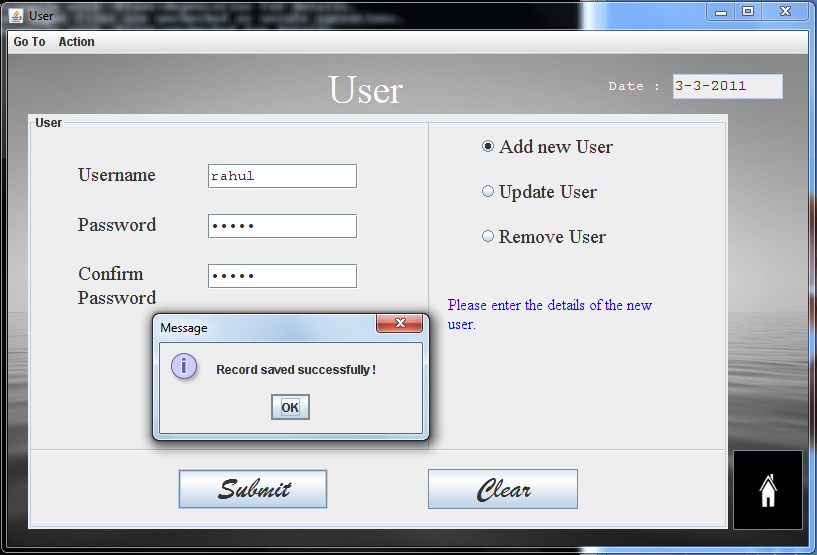 User
Go To Action
User
Date : 3-3-2011
User
Username rahul
Password •••••
Confirm Password •••••
Add new User
Update User
Remove User
Please enter the details of the new
user.
Message
Record saved successfully!
OK
Submit
Clear